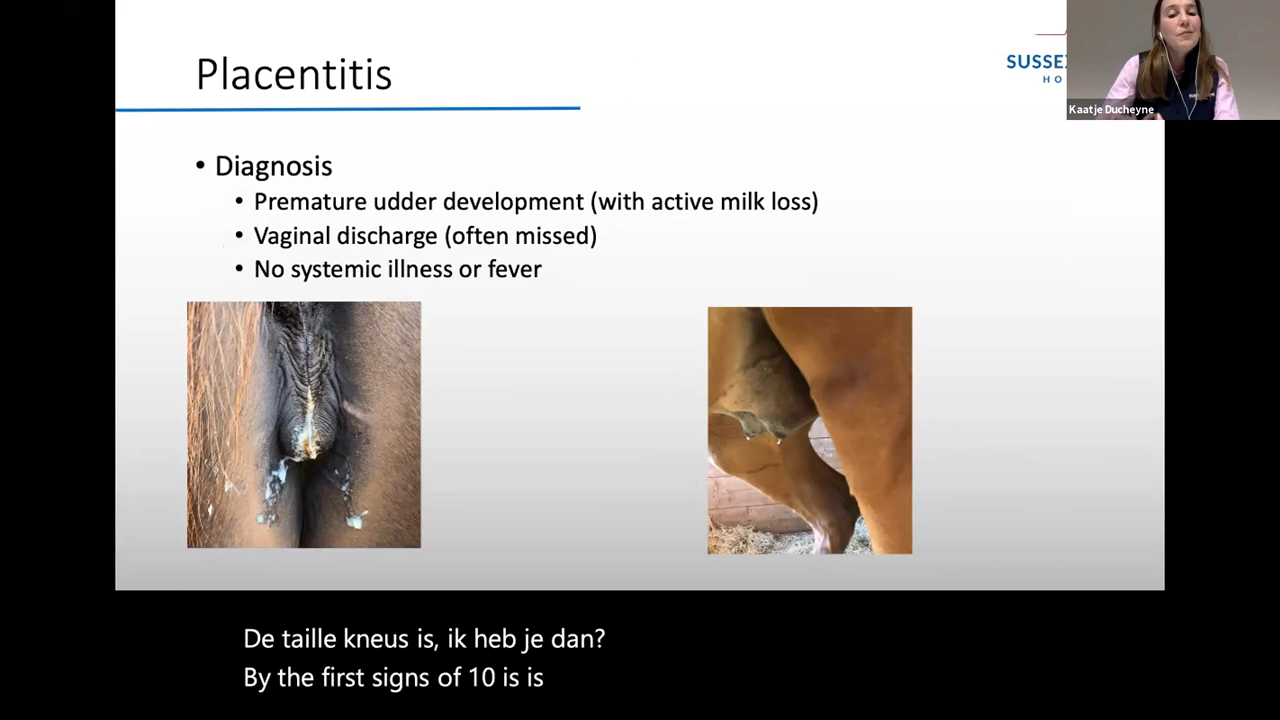 Placentitis
SUSSEX
HO
Kaatje Ducheyne
• Diagnosis
• Premature udder development (with active milk loss)
• Vaginal discharge (often missed)
• No systemic illness or fever
De taille kneus is, ik heb je dan?
By the first signs of 10 is is